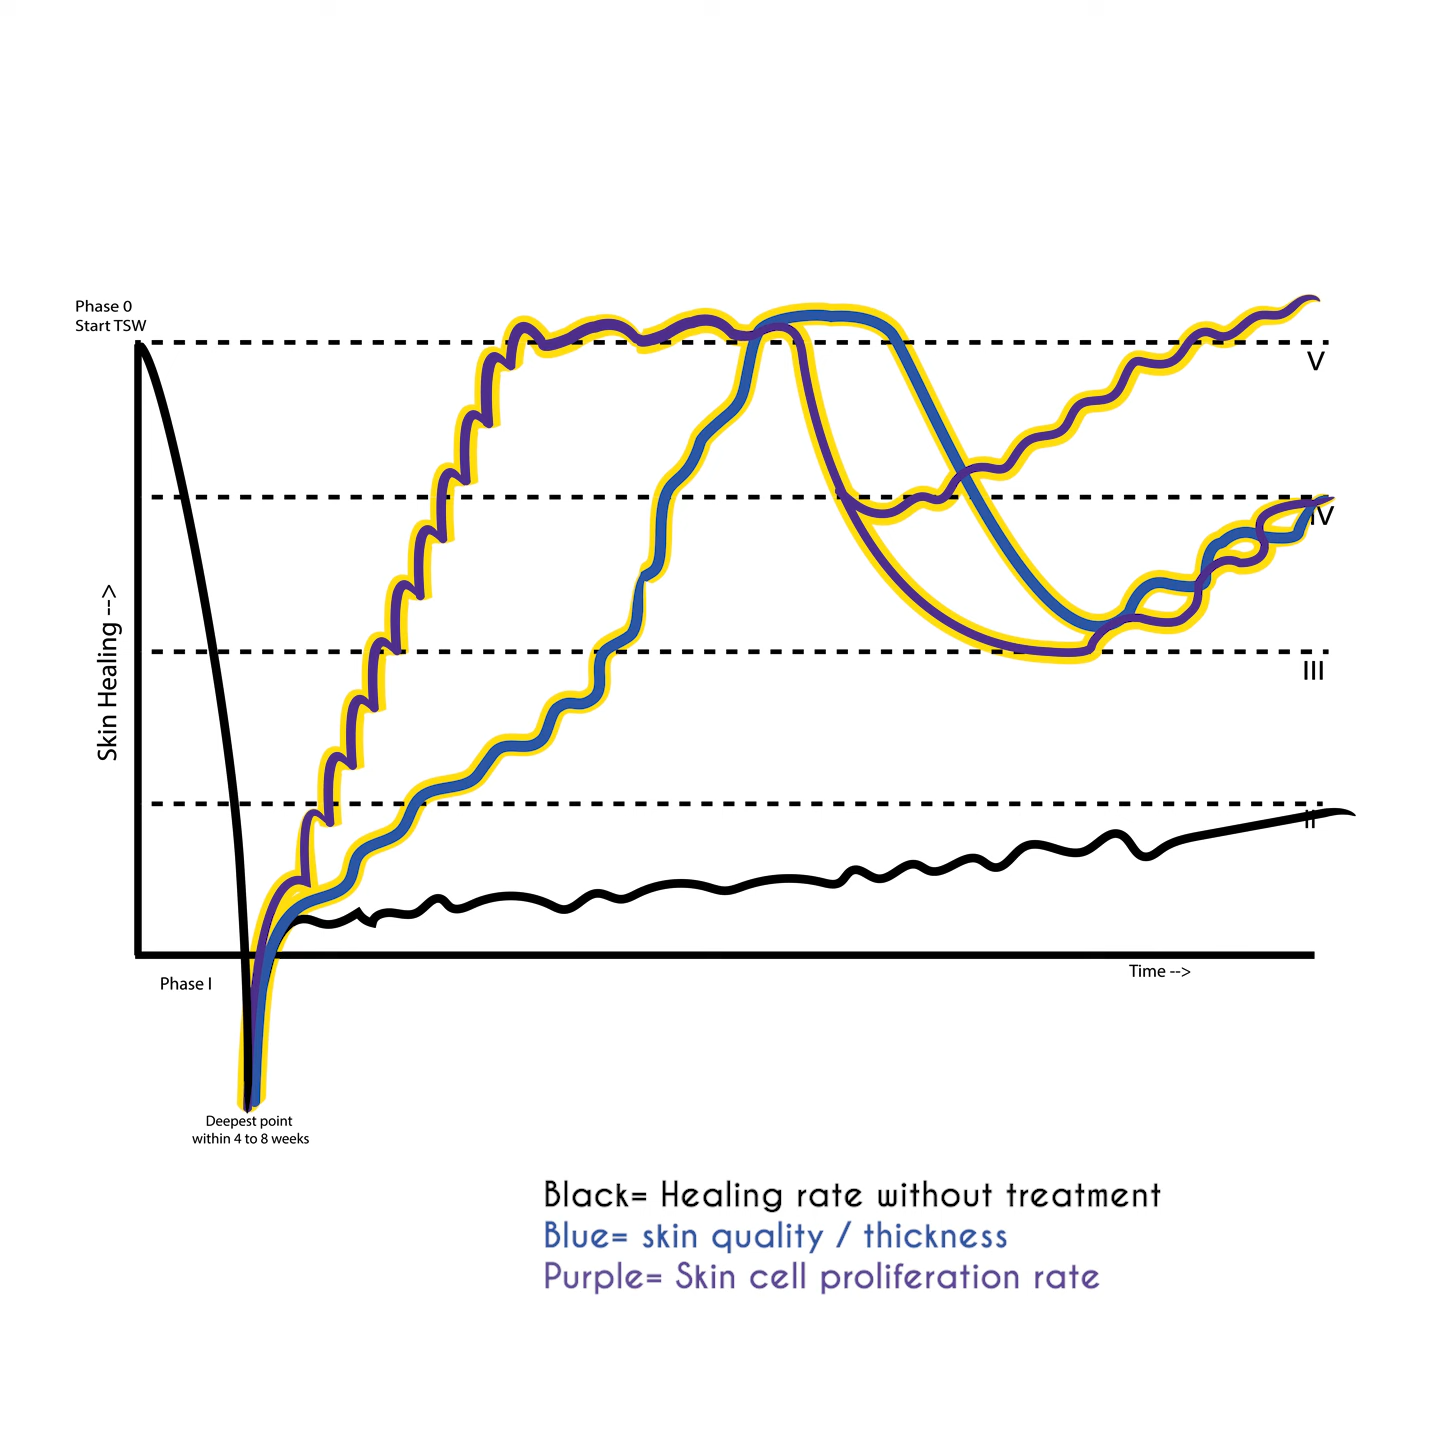 Phase 0
Start TSW
V
IV
III
II
Skin Healing -->
Phase I
Time -->
Deepest point
within 4 to 8 weeks
Black= Healing rate without treatment
Blue= skin quality / thickness
Purple= Skin cell proliferation rate